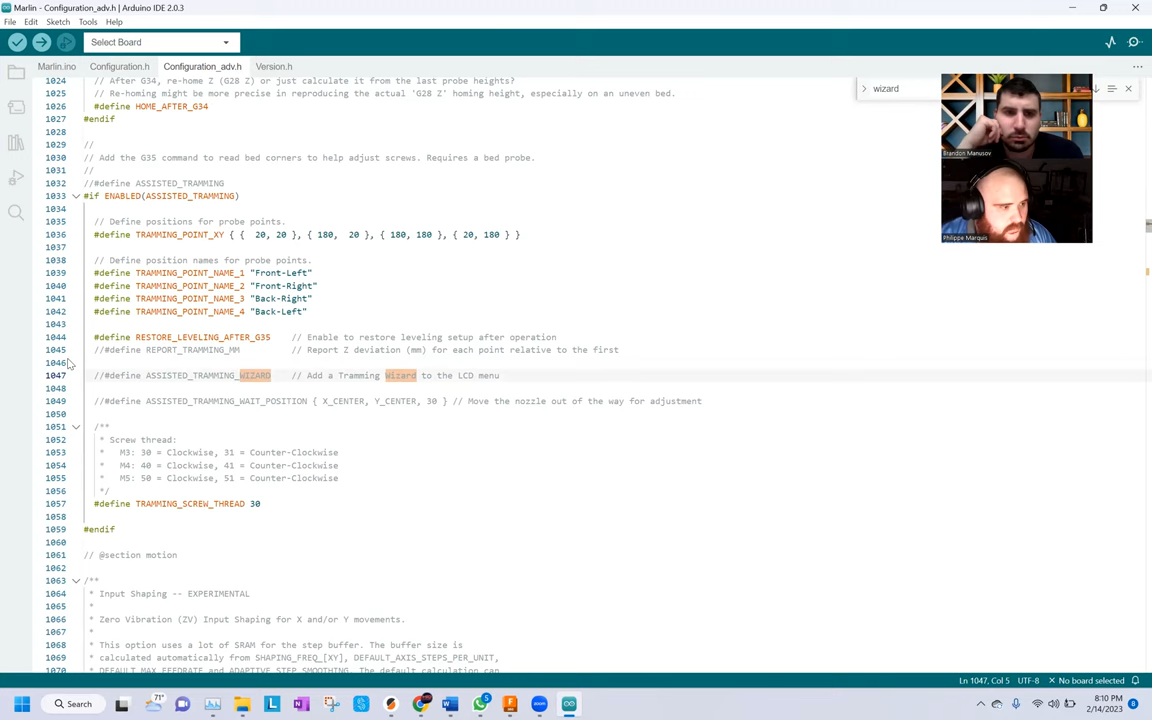 Marlin - Configuration_adv.h | Arduino IDE 2.0.3
File Edit Sketch Tools Help
Select Board
Marlin.ino Configuration.h Configuration_adv.h Version.h
wizard
1024 // After G34, re-home Z (G28 Z) or just calculate it from the last probe heights?
1025 // Re-homing might be more precise in reproducing the actual 'G28 Z' homing height, especially on an uneven bed.
1026 #define HOME_AFTER_G34
1027 #endif
1028
1029 //
1030 // Add the G35 command to read bed corners to help adjust screws. Requires a bed probe.
1031 //
1032 //#define ASSISTED_TRAMMING
1033 #if ENABLED(ASSISTED_TRAMMING)
1034
1035 // Define positions for probe points.
1036 #define TRAMMING_POINT_XY { {  20, 20 }, { 180,  20 }, { 180, 180 }, { 20, 180 } }
1037
1038 // Define position names for probe points.
1039 #define TRAMMING_POINT_NAME_1 "Front-Left"
1040 #define TRAMMING_POINT_NAME_2 "Front-Right"
1041 #define TRAMMING_POINT_NAME_3 "Back-Right"
1042 #define TRAMMING_POINT_NAME_4 "Back-Left"
1043
1044 #define RESTORE_LEVELING_AFTER_G35    // Enable to restore leveling setup after operation
1045 //#define REPORT_TRAMMING_MM          // Report Z deviation (mm) for each point relative to the first
1046
1047 //#define ASSISTED_TRAMMING_WIZARD    // Add a Tramming Wizard to the LCD menu
1048
1049 //#define ASSISTED_TRAMMING_WAIT_POSITION { X_CENTER, Y_CENTER, 30 } // Move the nozzle out of the way for adjustment
1050
1051 /**
1052 * Screw thread:
1053 *   M3: 30 = Clockwise, 31 = Counter-Clockwise
1054 *   M4: 40 = Clockwise, 41 = Counter-Clockwise
1055 *   M5: 50 = Clockwise, 51 = Counter-Clockwise
1056 */
1057 #define TRAMMING_SCREW_THREAD 30
1058
1059 #endif
1060
1061 // @section motion
1062
1063 /**
1064 * Input Shaping -- EXPERIMENTAL
1065 *
1066 * Zero Vibration (ZV) Input Shaping for X and/or Y movements.
1067 *
1068 * This option uses a lot of SRAM for the step buffer. The buffer size is
1069 * calculated automatically from SHAPING_FREQ_[XY], DEFAULT_AXIS_STEPS_PER_UNIT,
1070 * DEFAULT_MAX_FEEDRATE and ADAPTIVE_STEP_SMOOTHING. The default calculation can
Brandon Manusov
Philippe Marquis
Ln 1047, Col 5 UTF-8 No board selected
71° Search
8:10 PM
2/14/2023